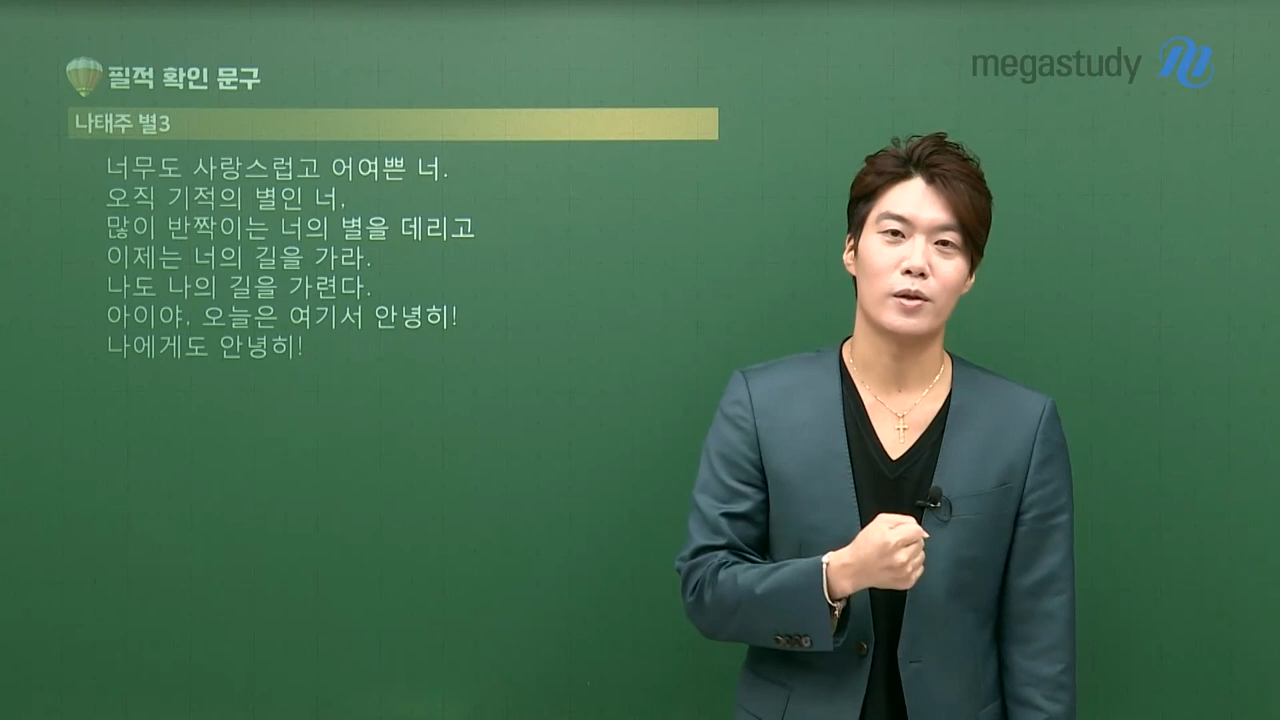 필적 확인 문구
megastudy
나태주 별3
너무도 사랑스럽고 어여쁜 너.
오직 기적의 별인 너.
많이 반짝이는 너의 별을 데리고
이제는 너의 길을 가라.
나도 나의 길을 가련다.
아이야. 오늘은 여기서 안녕히!
나에게도 안녕히!